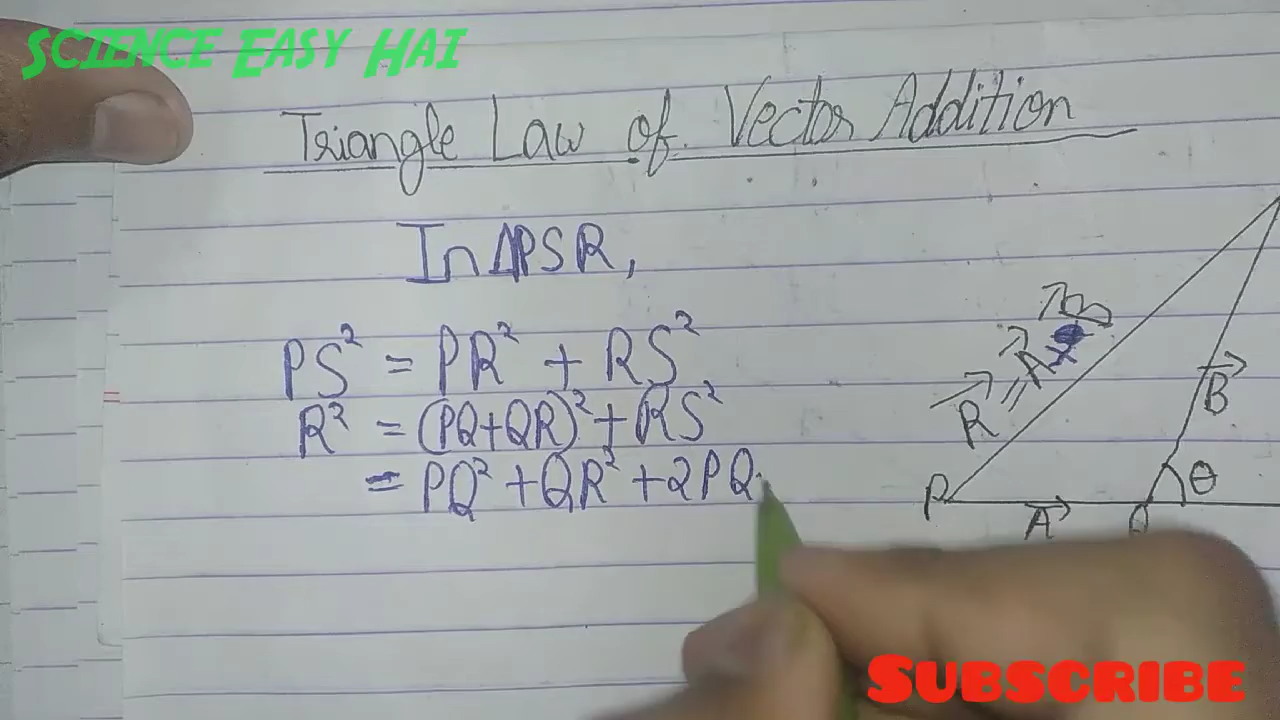 SCIENCE EASY HAI
Triangle Law of Vector Addition
In ΔPSR,
PS² = PR² + RS²
R² = (PQ+QR)² + RS²
= PQ² + QR² + 2PQ.
R = A + B
B
θ
P
A
Q
SUBSCRIBE